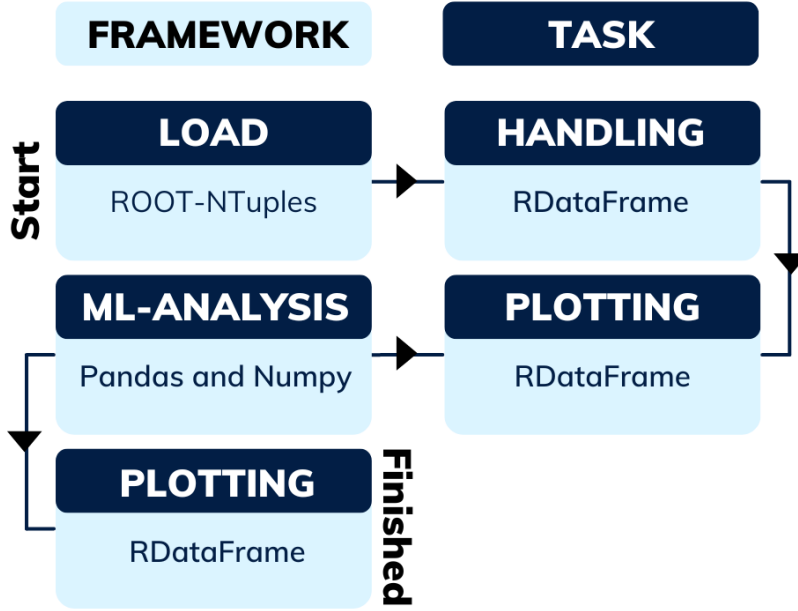 FRAMEWORK
TASK
Start
LOAD
ROOT-NTuples
HANDLING
RDataFrame
ML-ANALYSIS
Pandas and Numpy
PLOTTING
RDataFrame
PLOTTING
RDataFrame
Finished